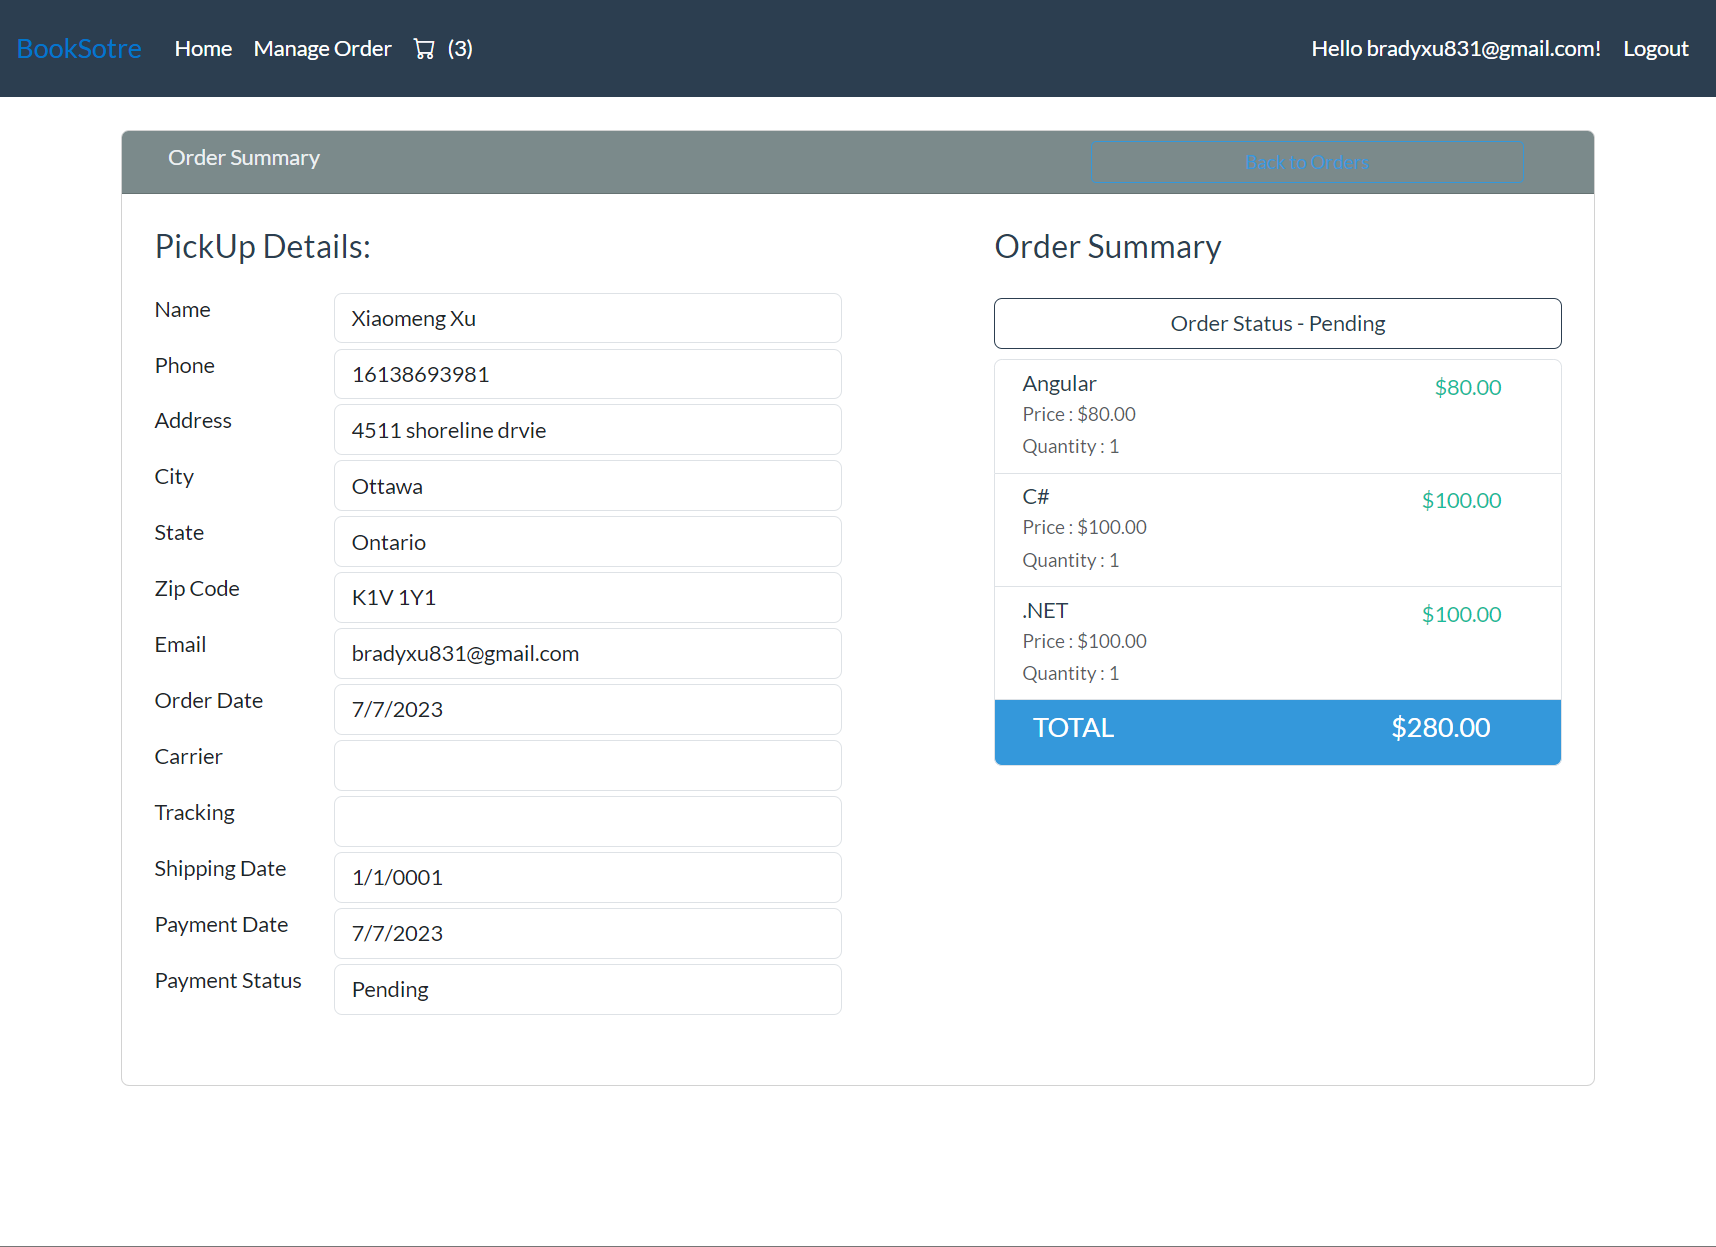 BookSotre Home Manage Order (3) Hello bradyxu831@gmail.com! Logout
Order Summary Back to Orders
PickUp Details:
Name Xiaomeng Xu
Phone 16138693981
Address 4511 shoreline drvie
City Ottawa
State Ontario
Zip Code K1V 1Y1
Email bradyxu831@gmail.com
Order Date 7/7/2023
Carrier
Tracking
Shipping Date 1/1/0001
Payment Date 7/7/2023
Payment Status Pending
Order Summary
Order Status - Pending
Angular $80.00
Price : $80.00
Quantity : 1
C# $100.00
Price : $100.00
Quantity : 1
.NET $100.00
Price : $100.00
Quantity : 1
TOTAL $280.00